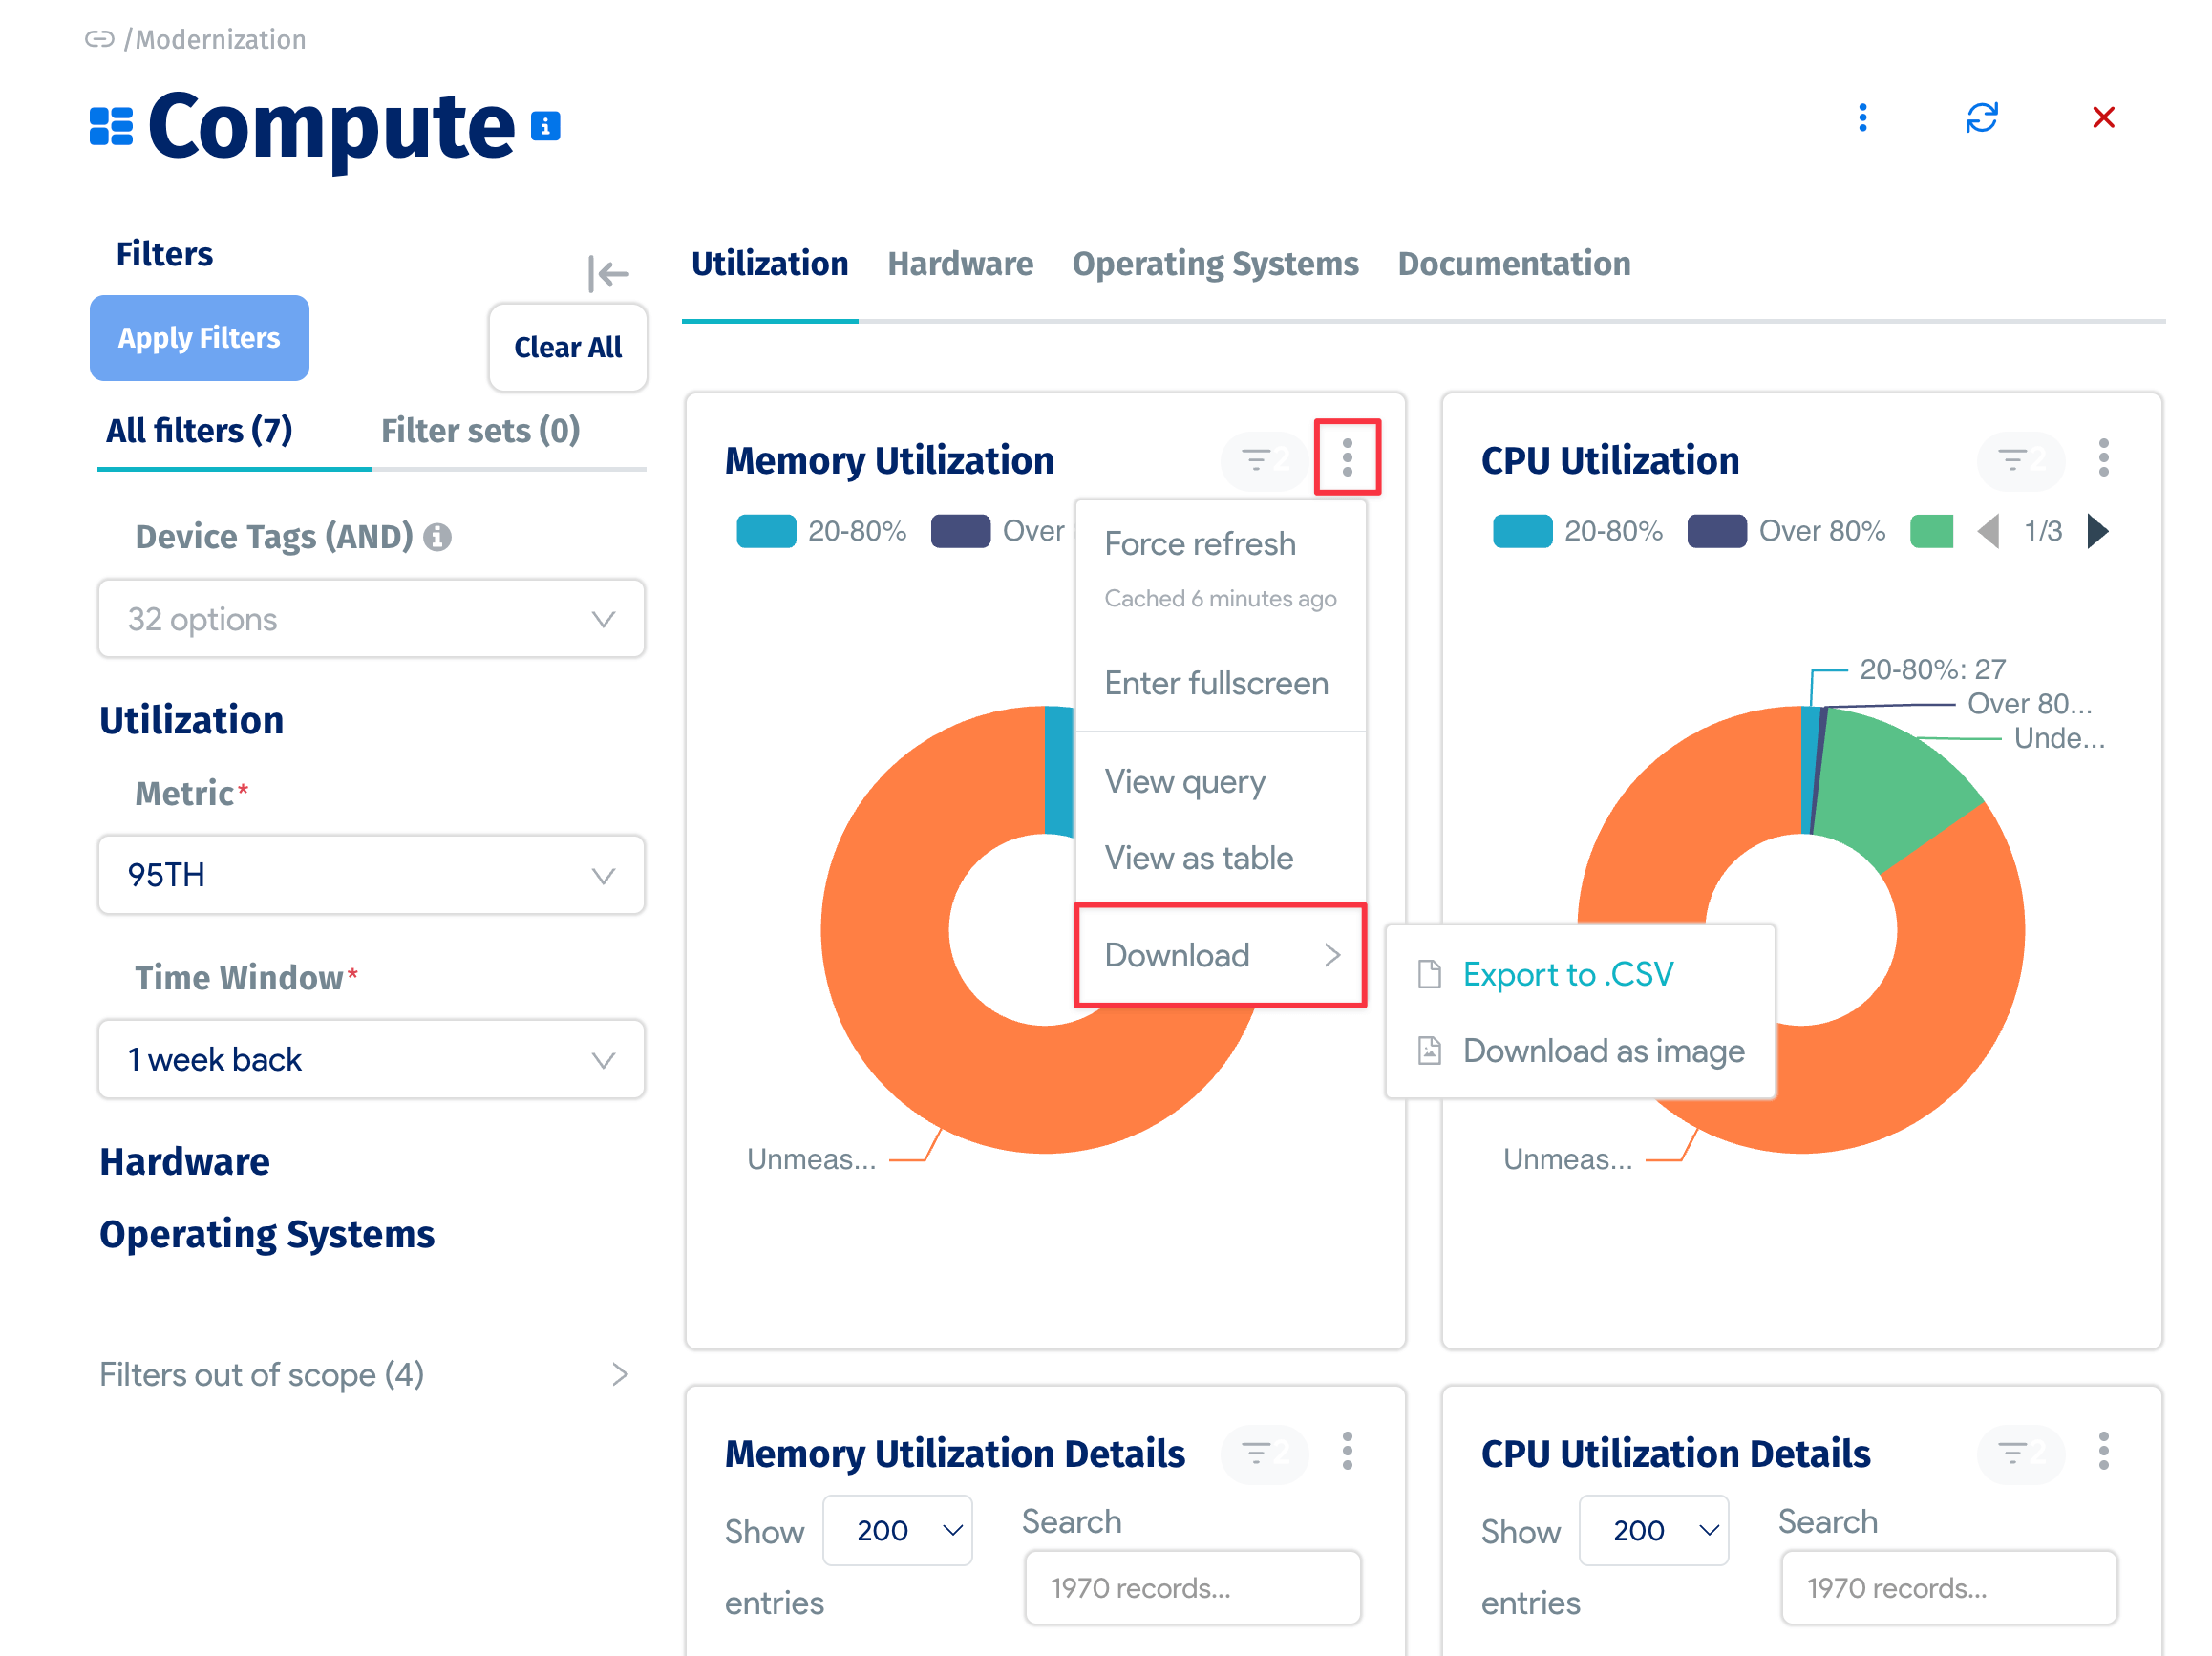 /Modernization
Compute
Filters
Apply Filters
Clear All
All filters (7)
Filter sets (0)
Device Tags (AND)
32 options
Utilization
Metric*
95TH
Time Window*
1 week back
Hardware
Operating Systems
Filters out of scope (4)
Utilization
Hardware
Operating Systems
Documentation
Memory Utilization
2
20-80%
Over
Force refresh
Cached 6 minutes ago
Enter fullscreen
View query
View as table
Download
Export to .CSV
Download as image
Unmeas...
CPU Utilization
2
20-80%
Over 80%
1/3
20-80%: 27
Over 80...
Unde...
Unmeas...
Memory Utilization Details
2
Show
200
entries
Search
1970 records...
CPU Utilization Details
2
Show
200
entries
Search
1970 records...